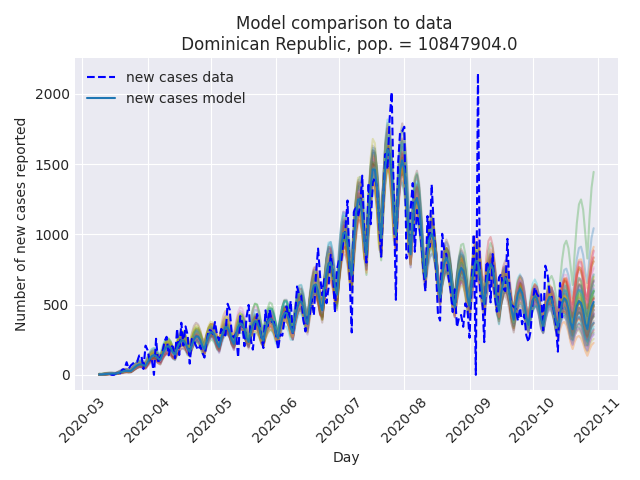 Model comparison to data
Dominican Republic, pop. = 10847904.0
new cases data
new cases model
Number of new cases reported
2000
1500
1000
500
0
2020-03
2020-04
2020-05
2020-06
2020-07
2020-08
2020-09
2020-10
2020-11
Day